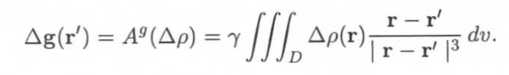 Δg(r′) = A^g(Δρ) = γ ∭_D Δρ(r) (r − r′)/|r − r′|³ dv.